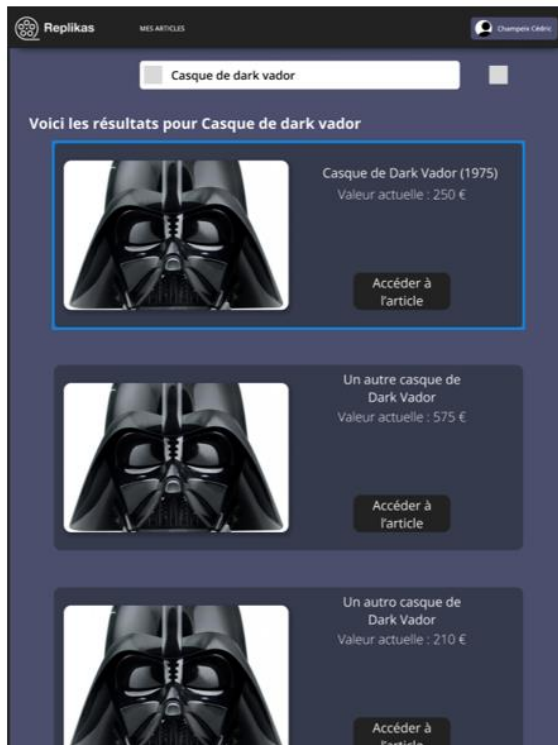 Replikas
MES ARTICLES
Champeix Cédric
Casque de dark vador
Voici les résultats pour Casque de dark vador
Casque de Dark Vador (1975)
Valeur actuelle : 250 €
Accéder à
l'article
Un autre casque de
Dark Vador
Valeur actuelle : 575 €
Accéder à
l'article
Un autro casque de
Dark Vador
Valeur actuelle : 210 €
Accéder à
l'article